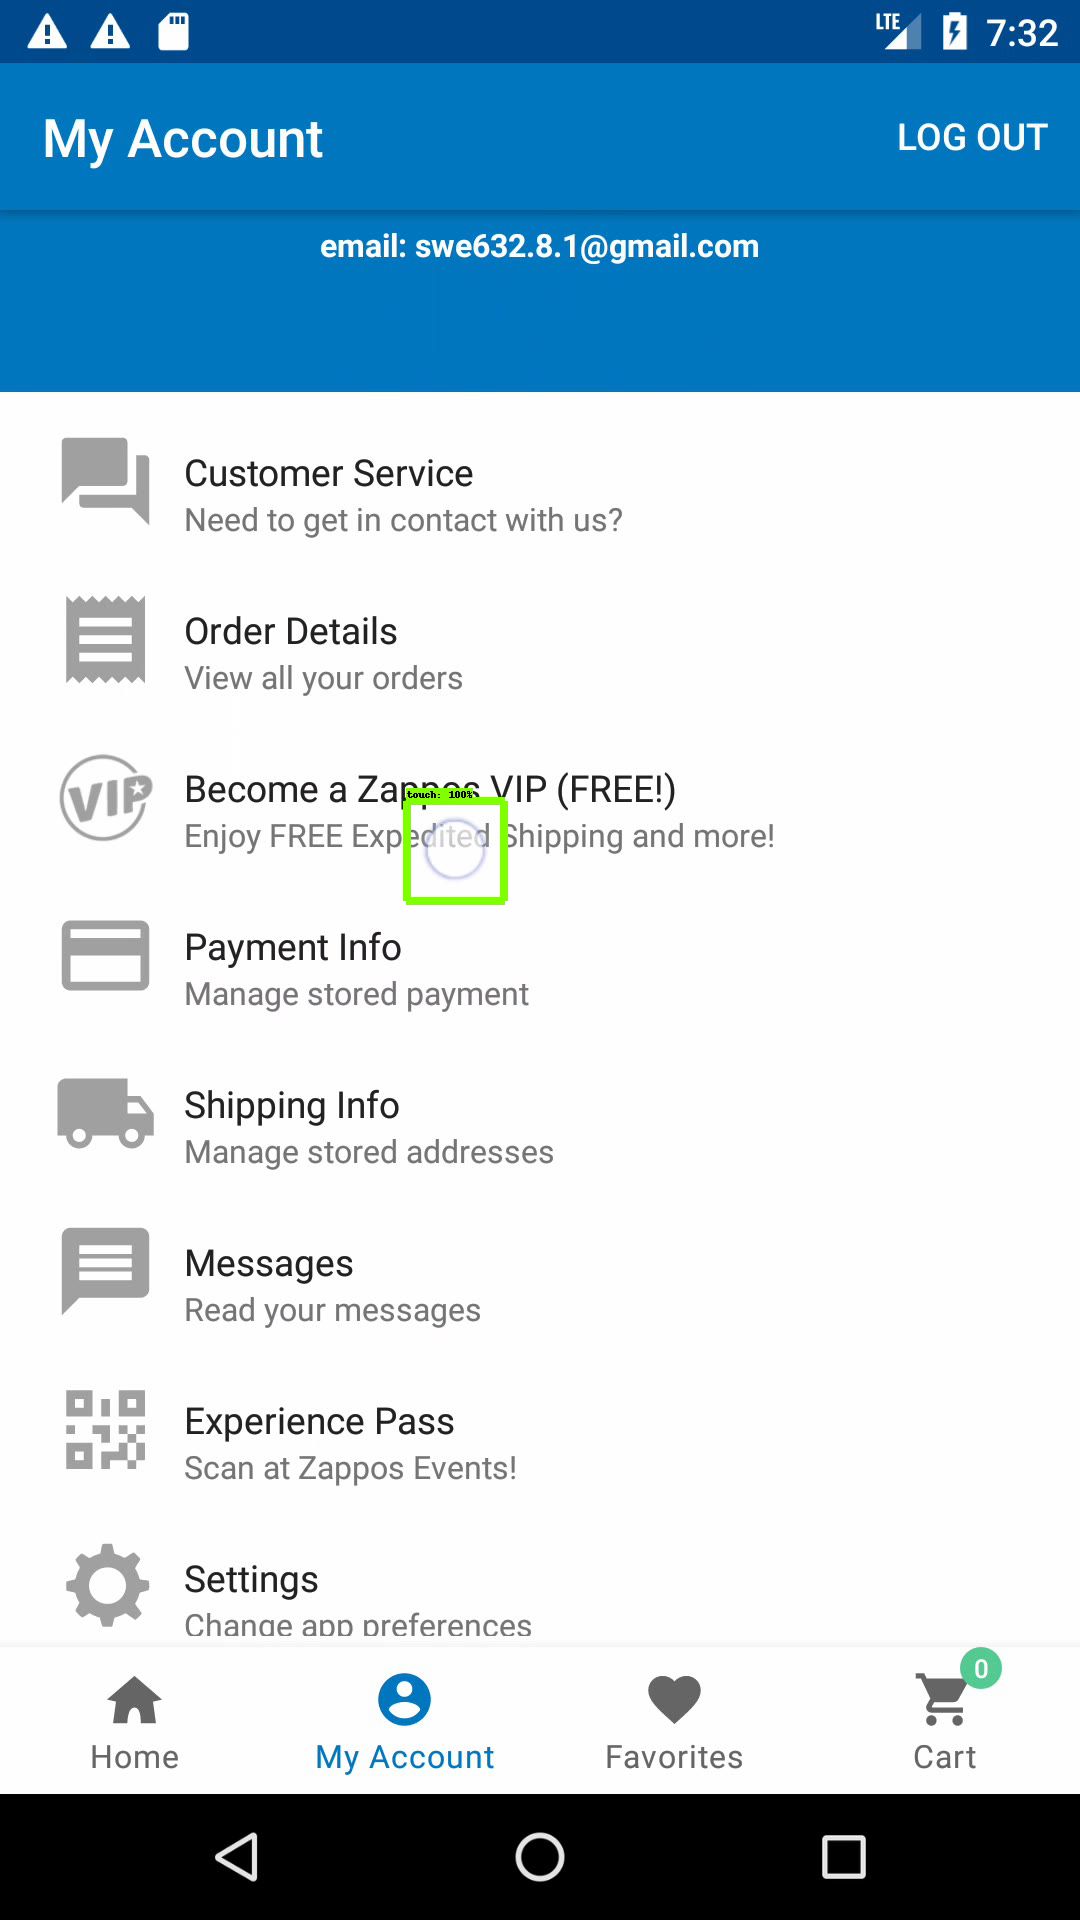 LTE 7:32
My Account
LOG OUT
email: swe632.8.1@gmail.com
Customer Service
Need to get in contact with us?
Order Details
View all your orders
VIP
Become a Zappos VIP (FREE!)
touch: 100%
Enjoy FREE Expedited Shipping and more!
Payment Info
Manage stored payment
Shipping Info
Manage stored addresses
Messages
Read your messages
Experience Pass
Scan at Zappos Events!
Settings
Change app preferences
0
Home
My Account
Favorites
Cart